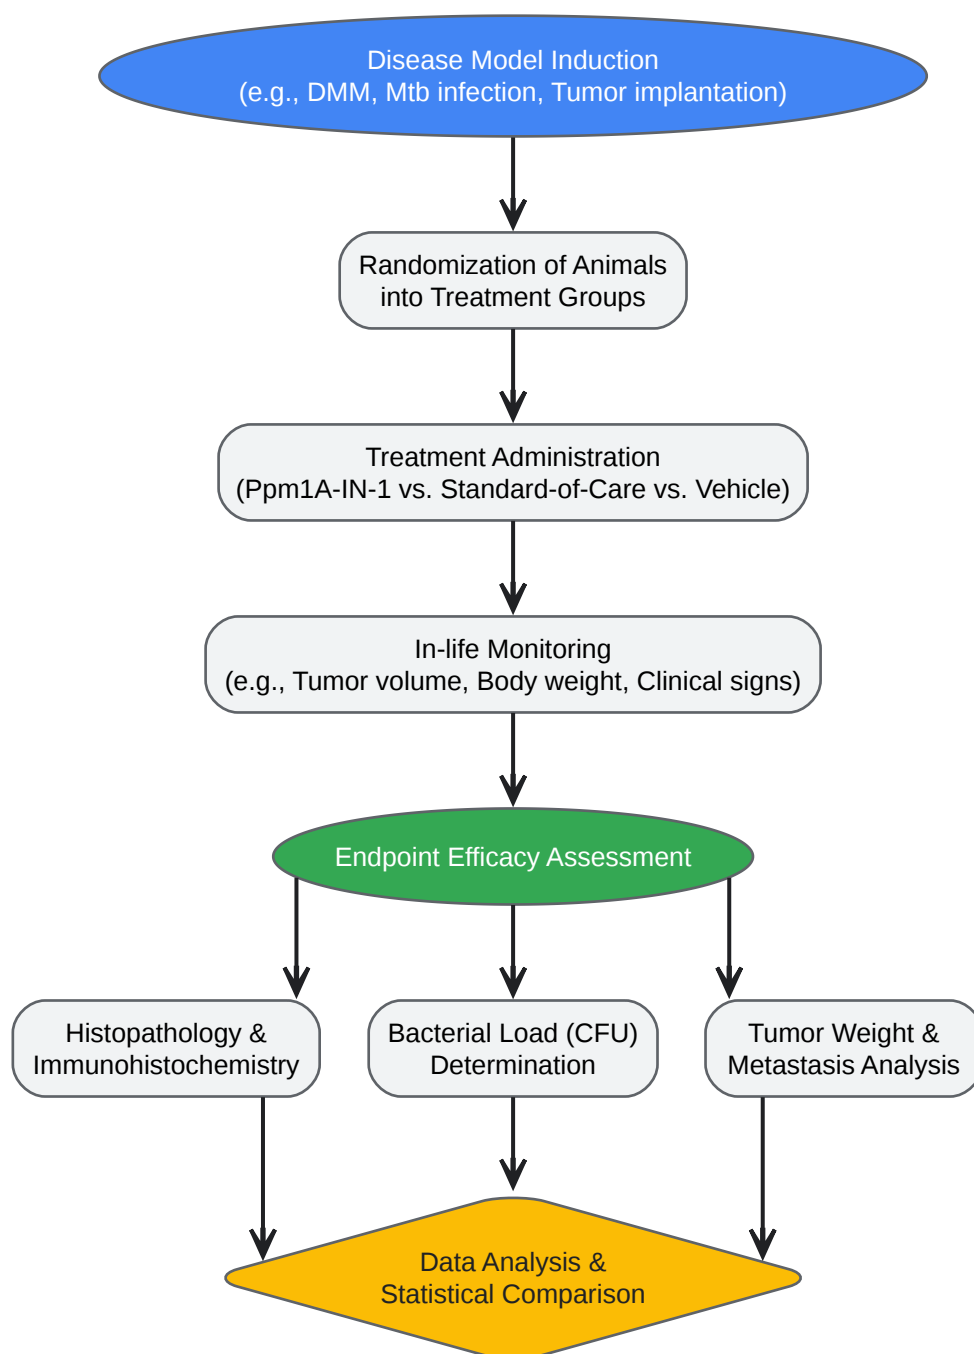 Disease Model Induction
(e.g., DMM, Mtb infection, Tumor implantation)
Randomization of Animals
into Treatment Groups
Treatment Administration
(Ppm1A-IN-1 vs. Standard-of-Care vs. Vehicle)
In-life Monitoring
(e.g., Tumor volume, Body weight, Clinical signs)
Endpoint Efficacy Assessment
Histopathology &
Immunohistochemistry
Bacterial Load (CFU)
Determination
Tumor Weight &
Metastasis Analysis
Data Analysis &
Statistical Comparison